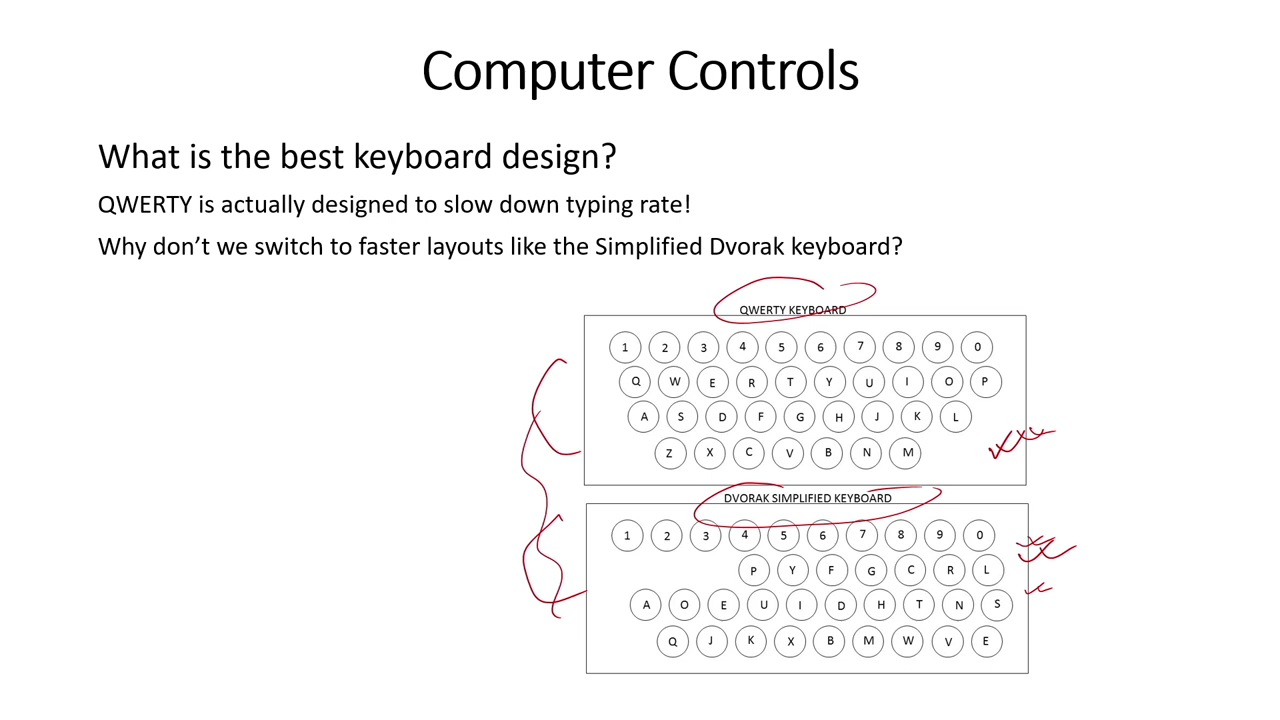 Computer Controls
What is the best keyboard design?
QWERTY is actually designed to slow down typing rate!
Why don’t we switch to faster layouts like the Simplified Dvorak keyboard?
QWERTY KEYBOARD
1 2 3 4 5 6 7 8 9 0
Q W E R T Y U I O P
A S D F G H J K L
Z X C V B N M
DVORAK SIMPLIFIED KEYBOARD
1 2 3 4 5 6 7 8 9 0
P Y F G C R L
A O E U I D H T N S
Q J K X B M W V E